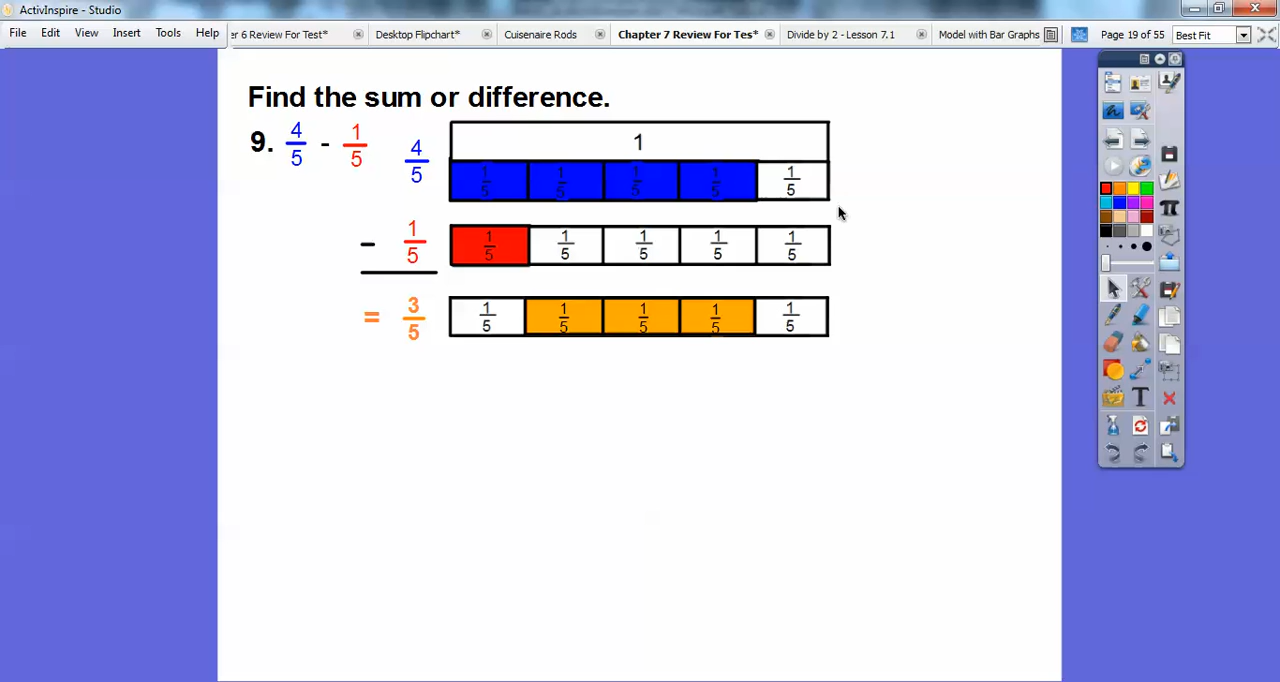 ActivInspire - Studio
File Edit View Insert Tools Help er 6 Review For Test* Desktop Flipchart* Cuisenaire Rods Chapter 7 Review For Tes* Divide by 2 - Lesson 7.1 Model with Bar Graphs Page 19 of 55 Best Fit
Find the sum or difference.
9. 4/5 - 1/5
4/5 1
1/5 1/5 1/5 1/5 1/5
- 1/5 1/5 1/5 1/5 1/5 1/5
= 3/5 1/5 1/5 1/5 1/5 1/5